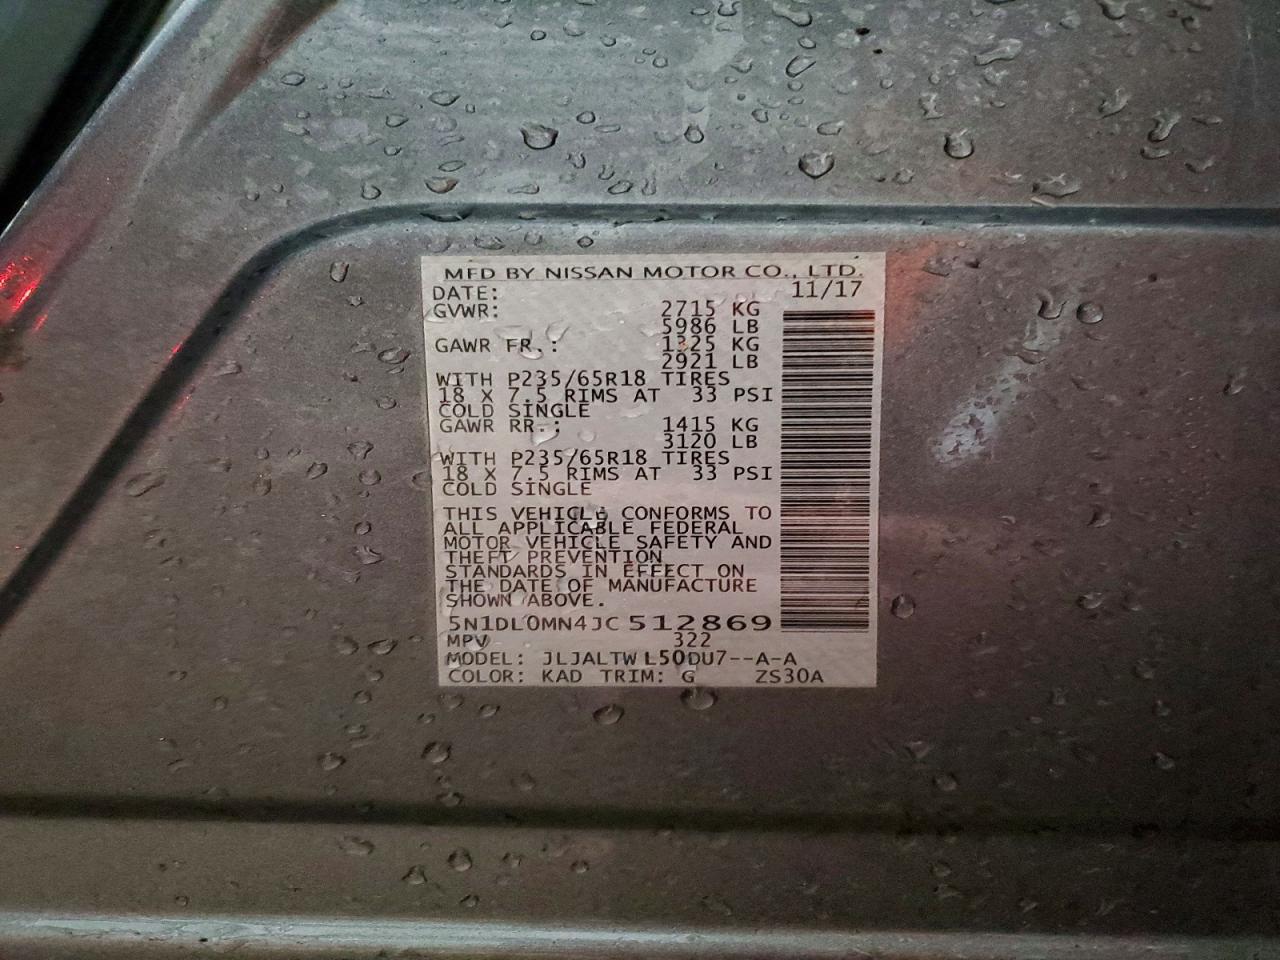 MFD BY NISSAN MOTOR CO., LTD.
DATE: 11/17
GVWR: 2715 KG
5986 LB
GAWR FR.: 1325 KG
2921 LB
WITH P235/65R18 TIRES
18 X 7.5 RIMS AT 33 PSI
COLD SINGLE
GAWR RR.: 1415 KG
3120 LB
WITH P235/65R18 TIRES
18 X 7.5 RIMS AT 33 PSI
COLD SINGLE
THIS VEHICLE CONFORMS TO
ALL APPLICABLE FEDERAL
MOTOR VEHICLE SAFETY AND
THEFT PREVENTION
STANDARDS IN EFFECT ON
THE DATE OF MANUFACTURE
SHOWN ABOVE.
5N1DL0MN4JC 512869
MPV 322
MODEL: JLJALTW L50DU7--A-A
COLOR: KAD TRIM: G ZS30A